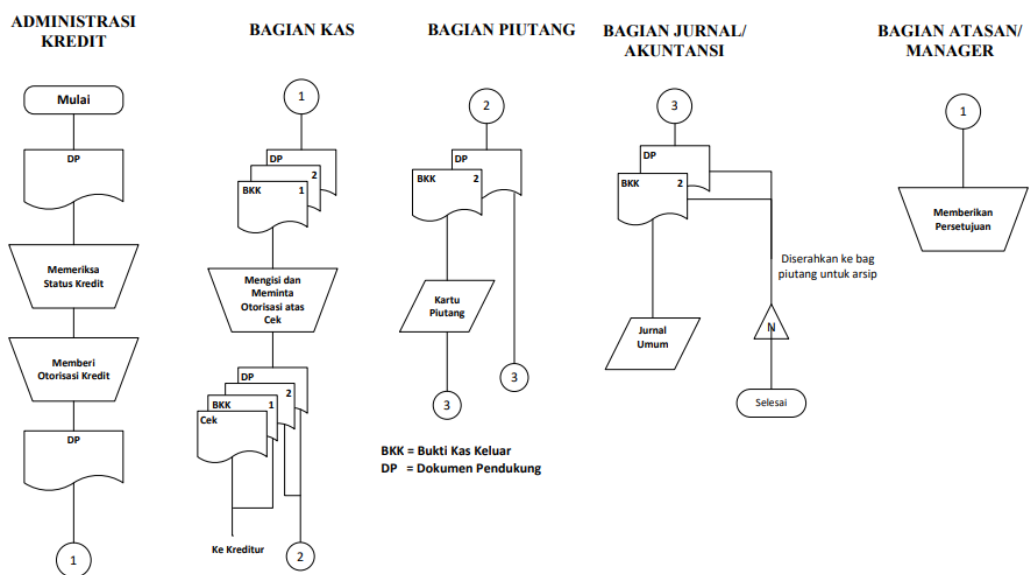 ADMINISTRASI
KREDIT
Mulai
DP
Memeriksa
Status Kredit
Memberi
Otorisasi Kredit
DP
1
BAGIAN KAS
1
DP
2
BKK 1
Mengisi dan
Meminta
Otorisasi atas
Cek
DP
2
BKK 1
Cek
Ke Kreditur
2
BAGIAN PIUTANG
2
DP
BKK 2
Kartu
Piutang
3
3
BKK = Bukti Kas Keluar
DP = Dokumen Pendukung
BAGIAN JURNAL/
AKUNTANSI
3
DP
BKK 2
Diserahkan ke bag
piutang untuk arsip
Jurnal
Umum
N
Selesai
BAGIAN ATASAN/
MANAGER
1
Memberikan
Persetujuan